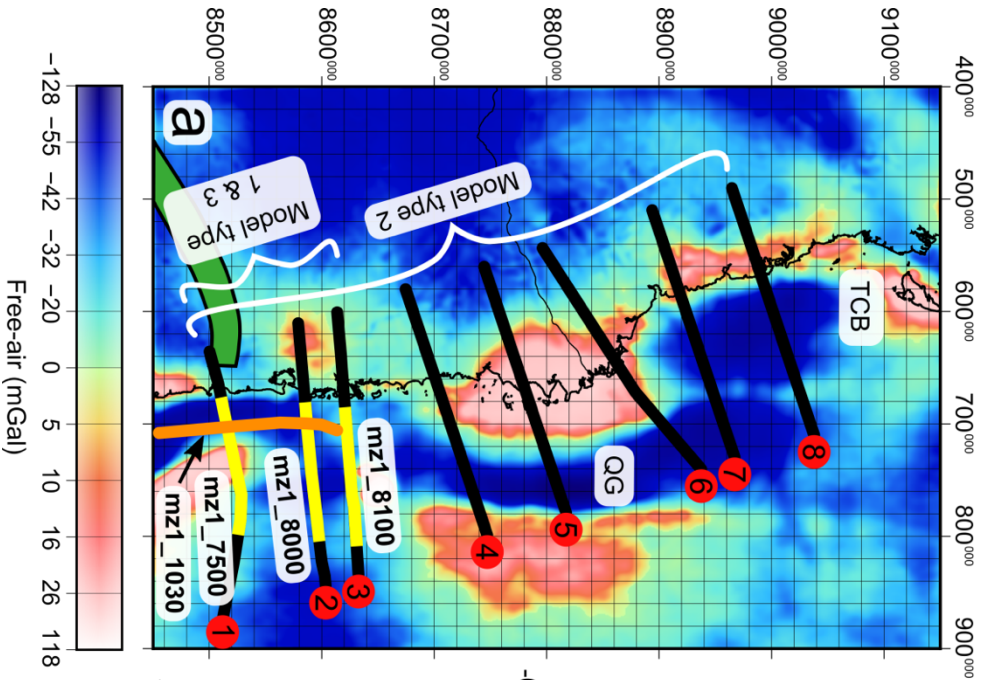 400000 500000 600000 700000 800000 900000
9100000
9000000
8900000
8800000
8700000
8600000
8500000
TCB
8
7
6
QG
5
4
Model type 2
mz1_8100
3
mz1_8000
2
Model type
1 & 3
mz1_7500
1
mz1_1030
a
−128 −55 −42 −32 −20 0 5 10 16 26 118
Free-air (mGal)